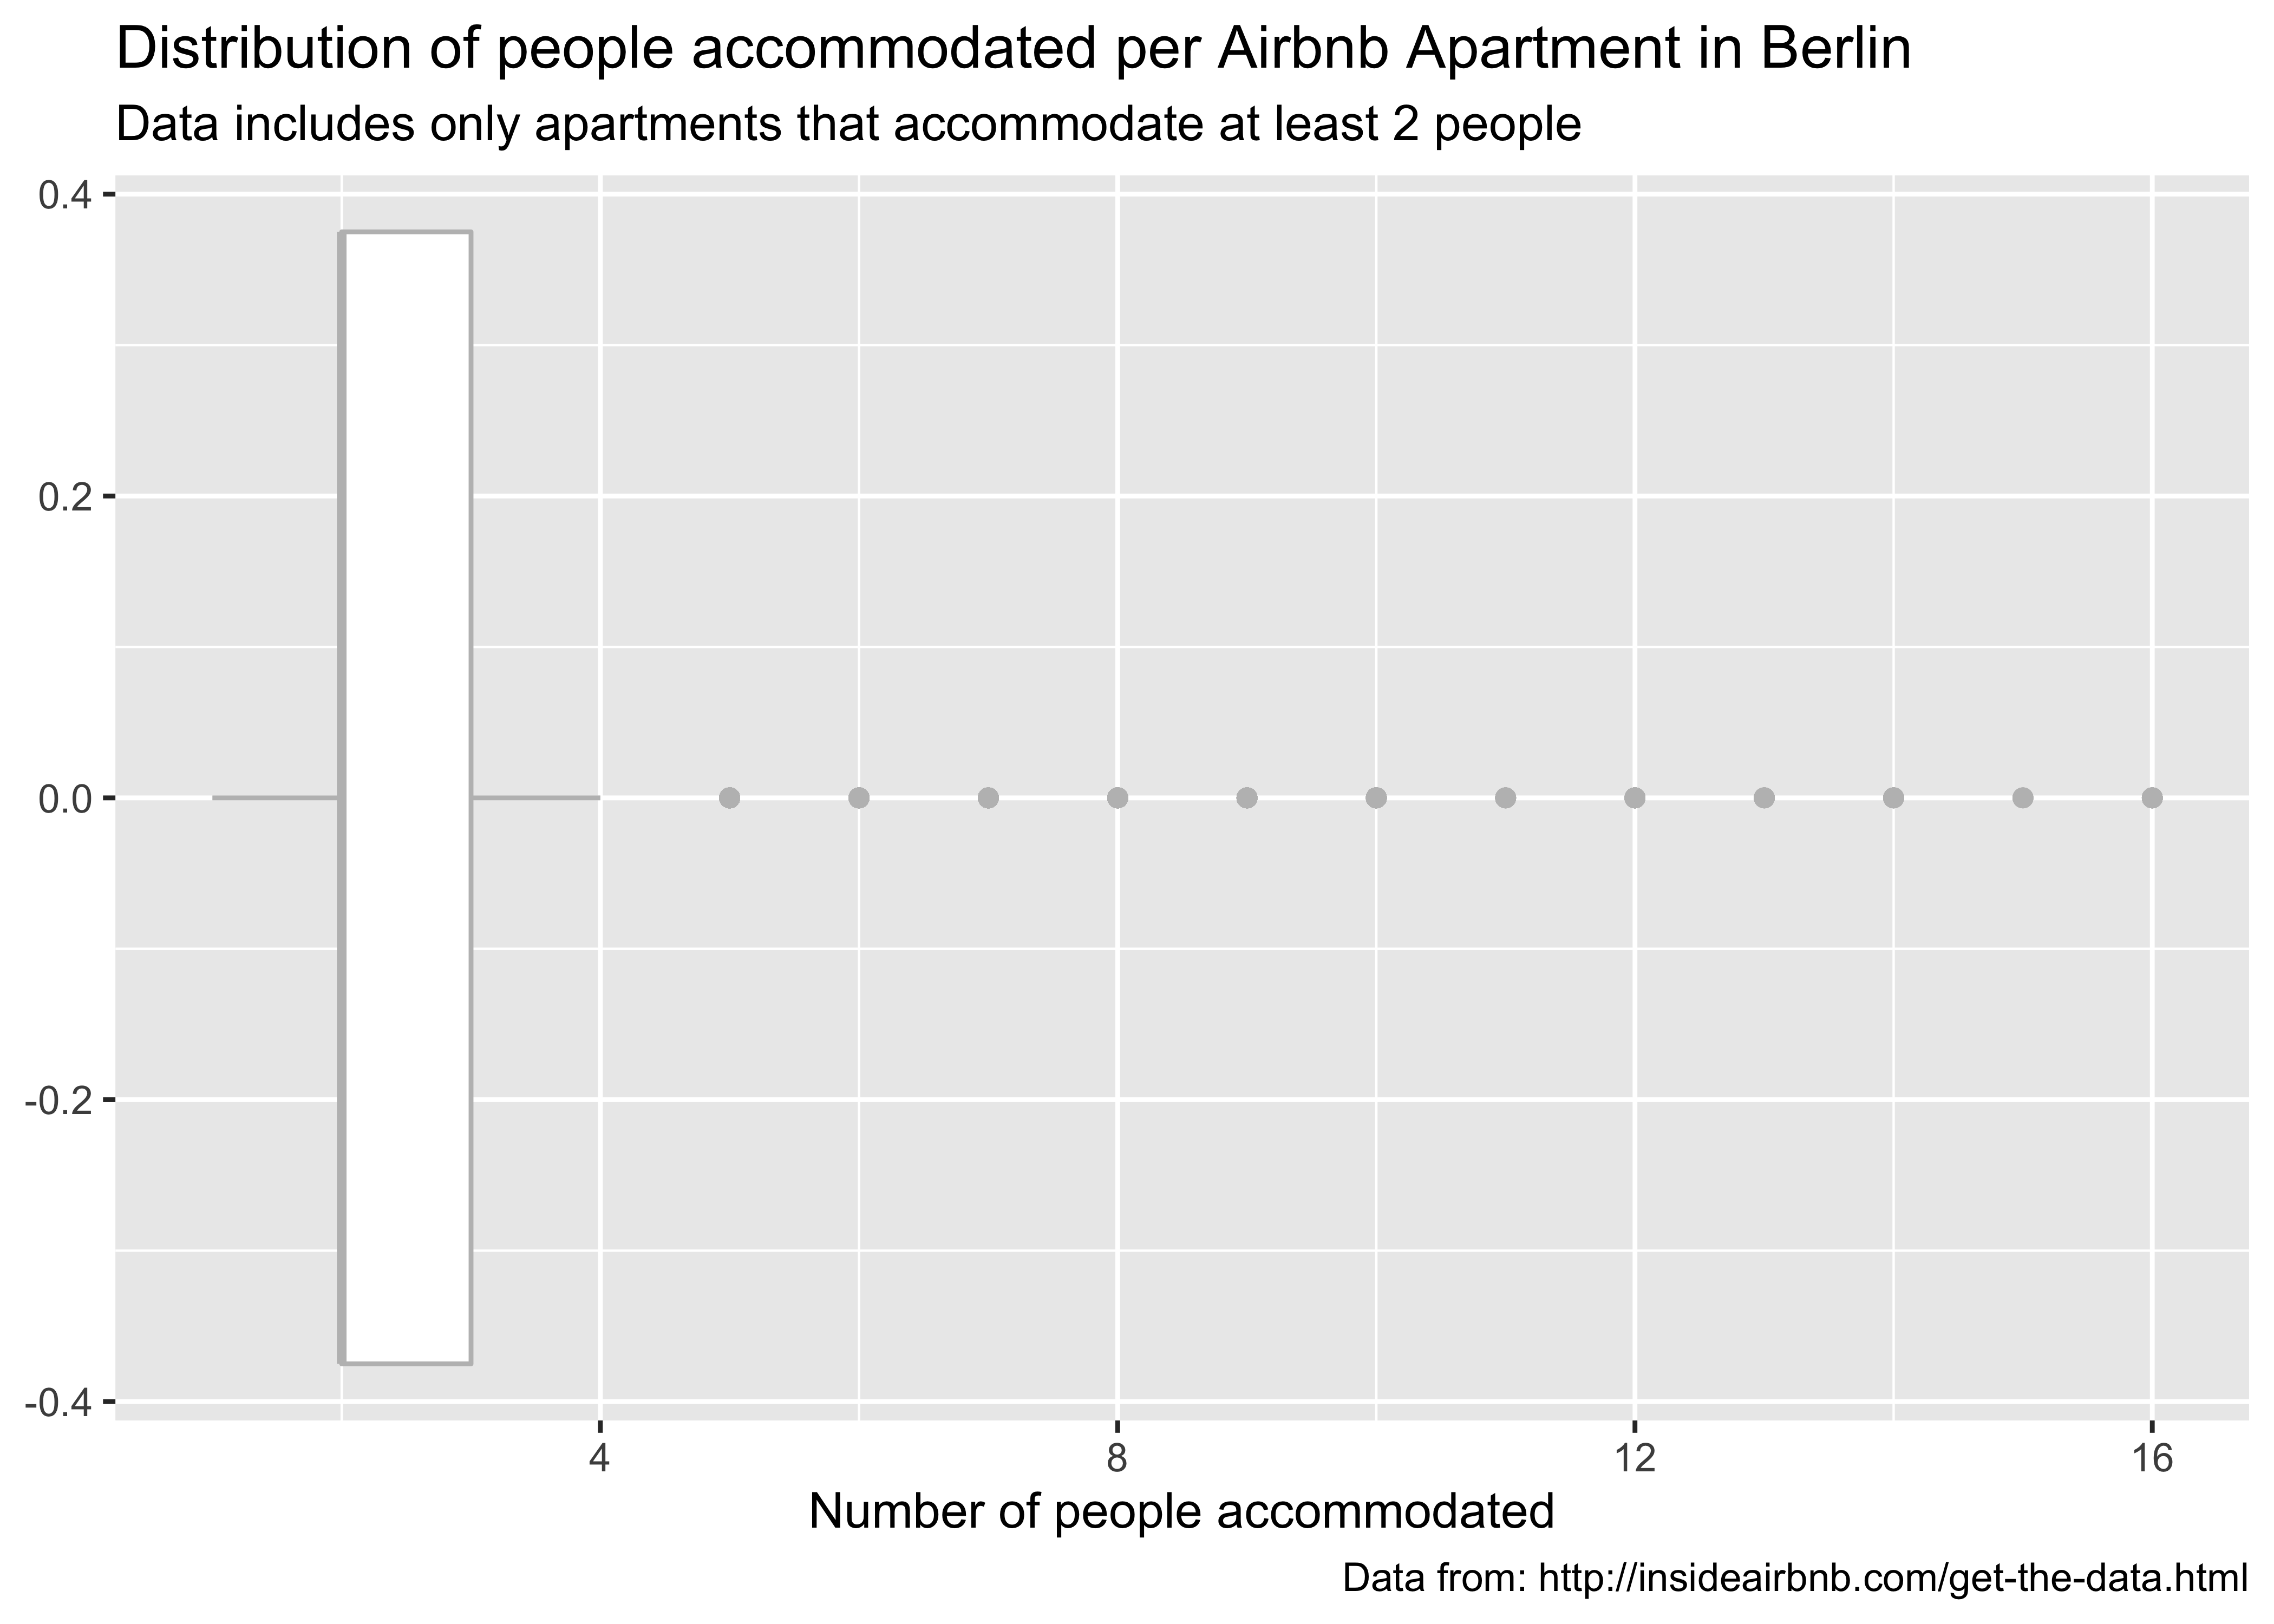 Distribution of people accommodated per Airbnb Apartment in Berlin
Data includes only apartments that accommodate at least 2 people
0.4
0.2
0.0
-0.2
-0.4
4 8 12 16
Number of people accommodated
Data from: http://insideairbnb.com/get-the-data.html